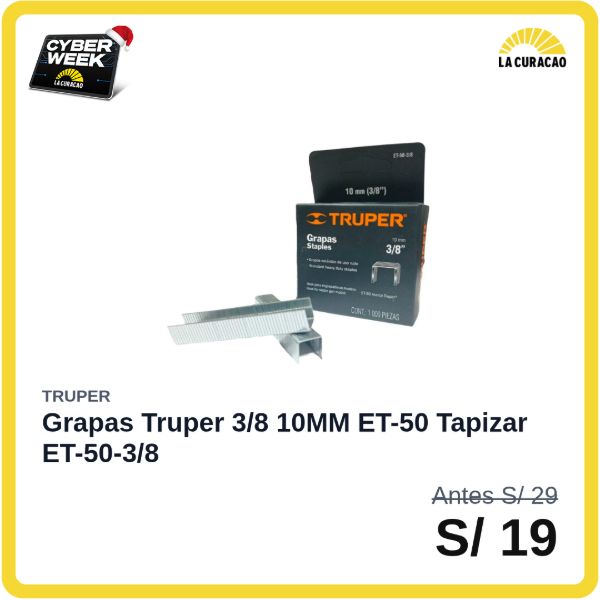 CYBER
WEEK
LA CURACAO
LA CURACAO
ET-50-3/8
10 mm (3/8")
TRUPER
Grapas
Staples
10 mm
3/8"
CONT.: 1 000 PIEZAS
TRUPER
Grapas Truper 3/8 10MM ET-50 Tapizar
ET-50-3/8
Antes S/ 29
S/ 19